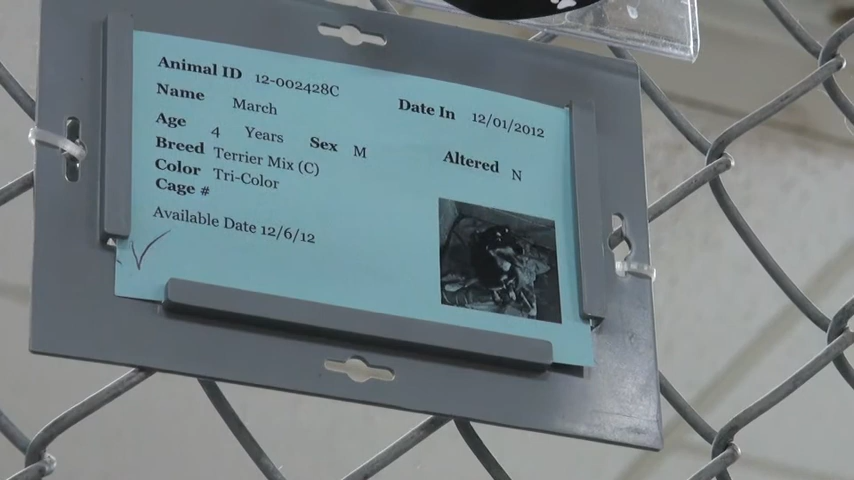 Animal ID 12-002428C
Name March Date In 12/01/2012
Age 4 Years Sex M
Breed Terrier Mix (C) Altered N
Color Tri-Color
Cage #
Available Date 12/6/12